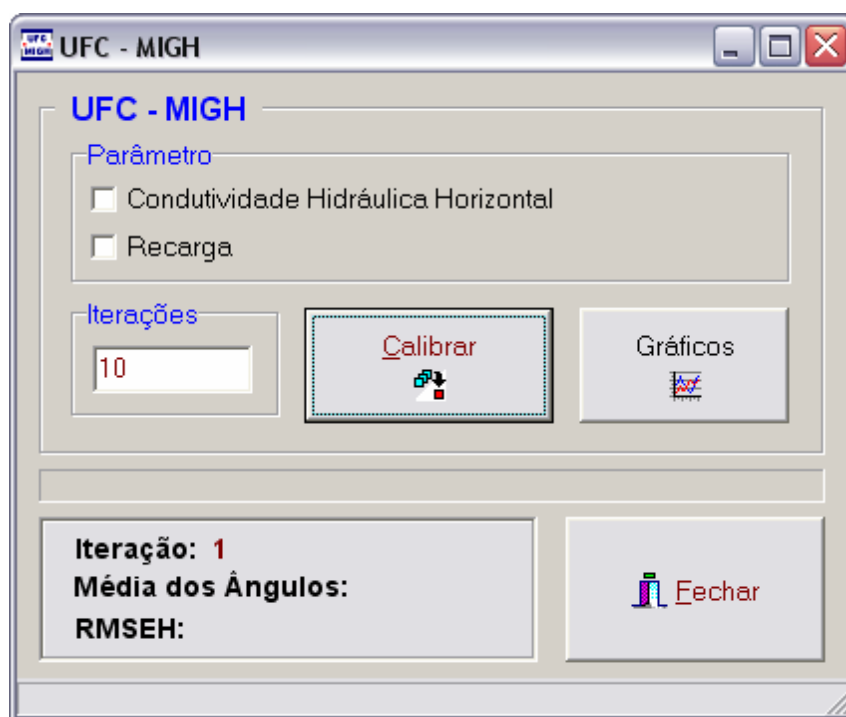 UFC - MIGH
UFC - MIGH
Parâmetro
Condutividade Hidráulica Horizontal
Recarga
Iterações
10
Calibrar
Gráficos
Iteração: 1
Média dos Ângulos:
RMSEH:
Fechar